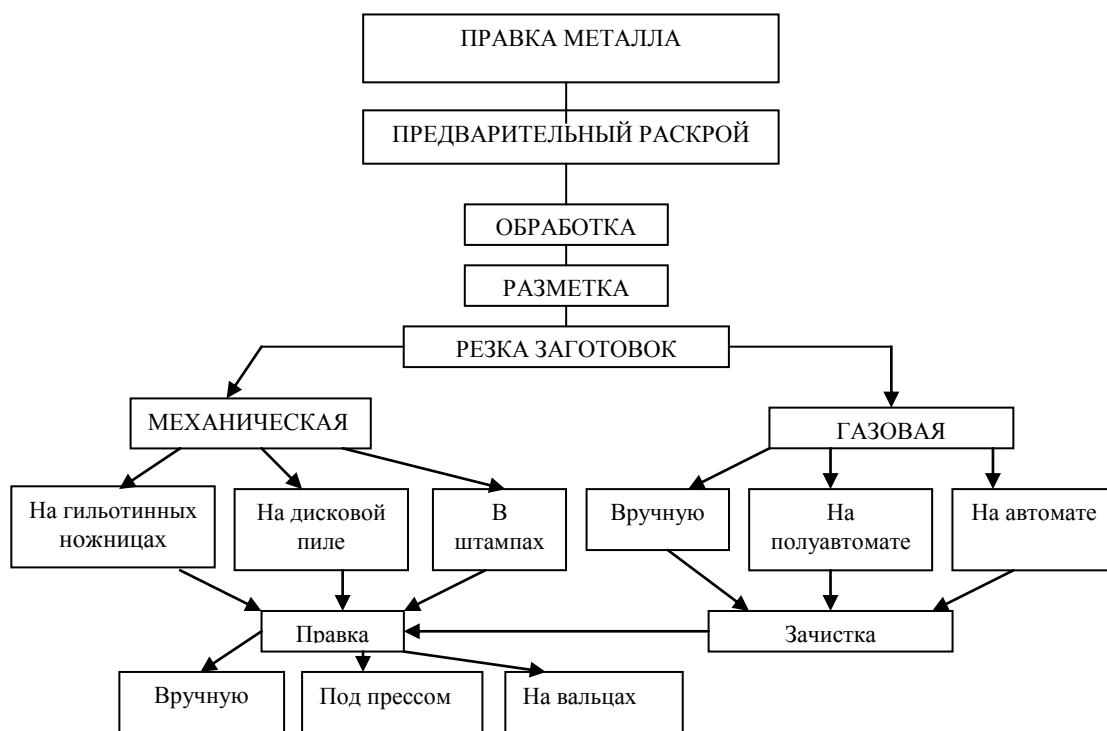 ПРАВКА МЕТАЛЛА
ПРЕДВАРИТЕЛЬНЫЙ РАСКРОЙ
ОБРАБОТКА
РАЗМЕТКА
РЕЗКА ЗАГОТОВОК
МЕХАНИЧЕСКАЯ
ГАЗОВАЯ
На гильотинных
ножницах
На дисковой
пиле
В
штампах
Вручную
На
полуавтомате
На автомате
Правка
Зачистка
Вручную
Под прессом
На вальцах